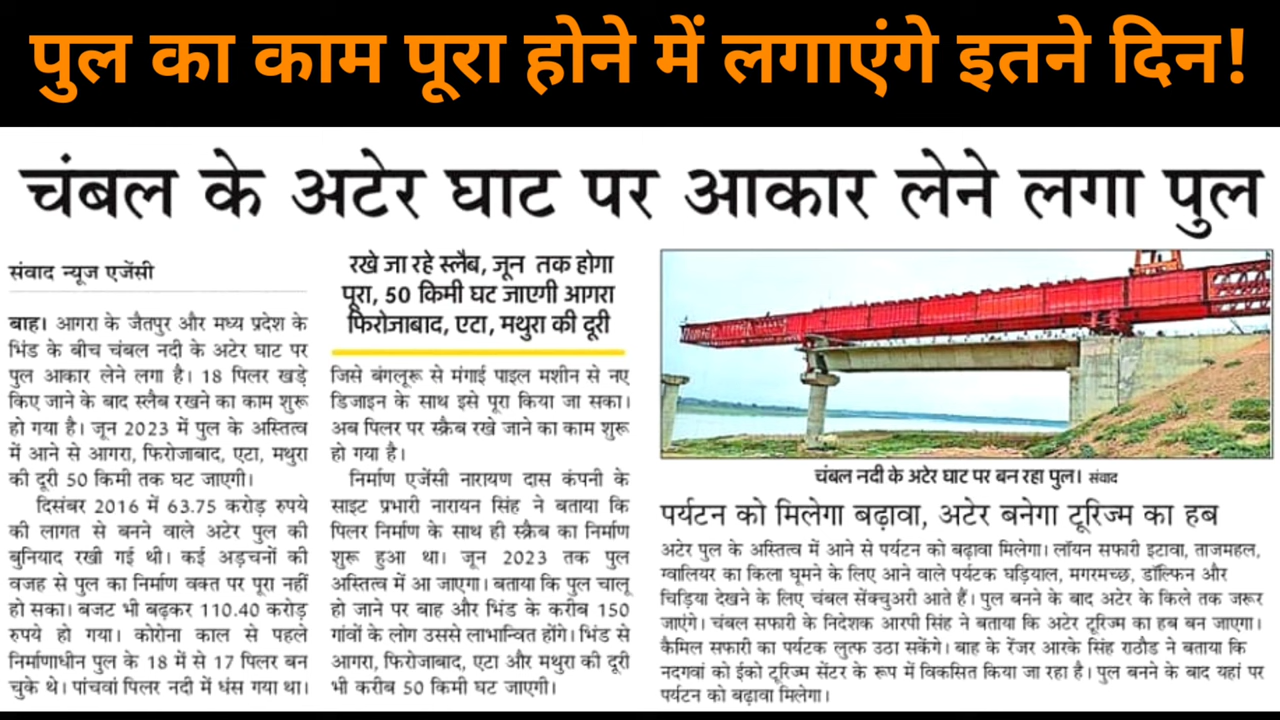 पुल का काम पूरा होने में लगाएंगे इतने दिन!
चंबल के अटेर घाट पर आकार लेने लगा पुल
संवाद न्यूज एजेंसी
बाह। आगरा के जैतपुर और मध्य प्रदेश के
भिंड के बीच चंबल नदी के अटेर घाट पर
पुल आकार लेने लगा है। 18 पिलर खड़े
किए जाने के बाद स्लैब रखने का काम शुरू
हो गया है। जून 2023 में पुल के अस्तित्व
में आने से आगरा, फिरोजाबाद, एटा, मथुरा
की दूरी 50 किमी तक घट जाएगी।
दिसंबर 2016 में 63.75 करोड़ रुपये
की लागत से बनने वाले अटेर पुल की
बुनियाद रखी गई थी। कई अड़चनों की
वजह से पुल का निर्माण वक्त पर पूरा नहीं
हो सका। बजट भी बढ़कर 110.40 करोड़
रुपये हो गया। कोरोना काल से पहले
निर्माणाधीन पुल के 18 में से 17 पिलर बन
चुके थे। पांचवां पिलर नदी में धंस गया था।
रखे जा रहे स्लैब, जून तक होगा
पूरा, 50 किमी घट जाएगी आगरा
फिरोजाबाद, एटा, मथुरा की दूरी
जिसे बंगलूरू से मंगाई पाइल मशीन से नए
डिजाइन के साथ इसे पूरा किया जा सका।
अब पिलर पर स्क्रैब रखे जाने का काम शुरू
हो गया है।
निर्माण एजेंसी नारायण दास कंपनी के
साइट प्रभारी नारायन सिंह ने बताया कि
पिलर निर्माण के साथ ही स्क्रैब का निर्माण
शुरू हुआ था। जून 2023 तक पुल
अस्तित्व में आ जाएगा। बताया कि पुल चालू
हो जाने पर बाह और भिंड के करीब 150
गांवों के लोग उससे लाभान्वित होंगे। भिंड से
आगरा, फिरोजाबाद, एटा और मथुरा की दूरी
भी करीब 50 किमी घट जाएगी।
चंबल नदी के अटेर घाट पर बन रहा पुल। संवाद
पर्यटन को मिलेगा बढ़ावा, अटेर बनेगा टूरिज्म का हब
अटेर पुल के अस्तित्व में आने से पर्यटन को बढ़ावा मिलेगा। लॉयन सफारी इटावा, ताजमहल,
ग्वालियर का किला घूमने के लिए आने वाले पर्यटक घड़ियाल, मगरमच्छ, डॉल्फिन और
चिड़िया देखने के लिए चंबल सेंक्चुअरी आते हैं। पुल बनने के बाद अटेर के किले तक जरूर
जाएंगे। चंबल सफारी के निदेशक आरपी सिंह ने बताया कि अटेर टूरिज्म का हब बन जाएगा।
कैमिल सफारी का पर्यटक लुत्फ उठा सकेंगे। बाह के रेंजर आरके सिंह राठौड ने बताया कि
नदगवां को ईको टूरिज्म सेंटर के रूप में विकसित किया जा रहा है। पुल बनने के बाद यहां पर
पर्यटन को बढ़ावा मिलेगा।